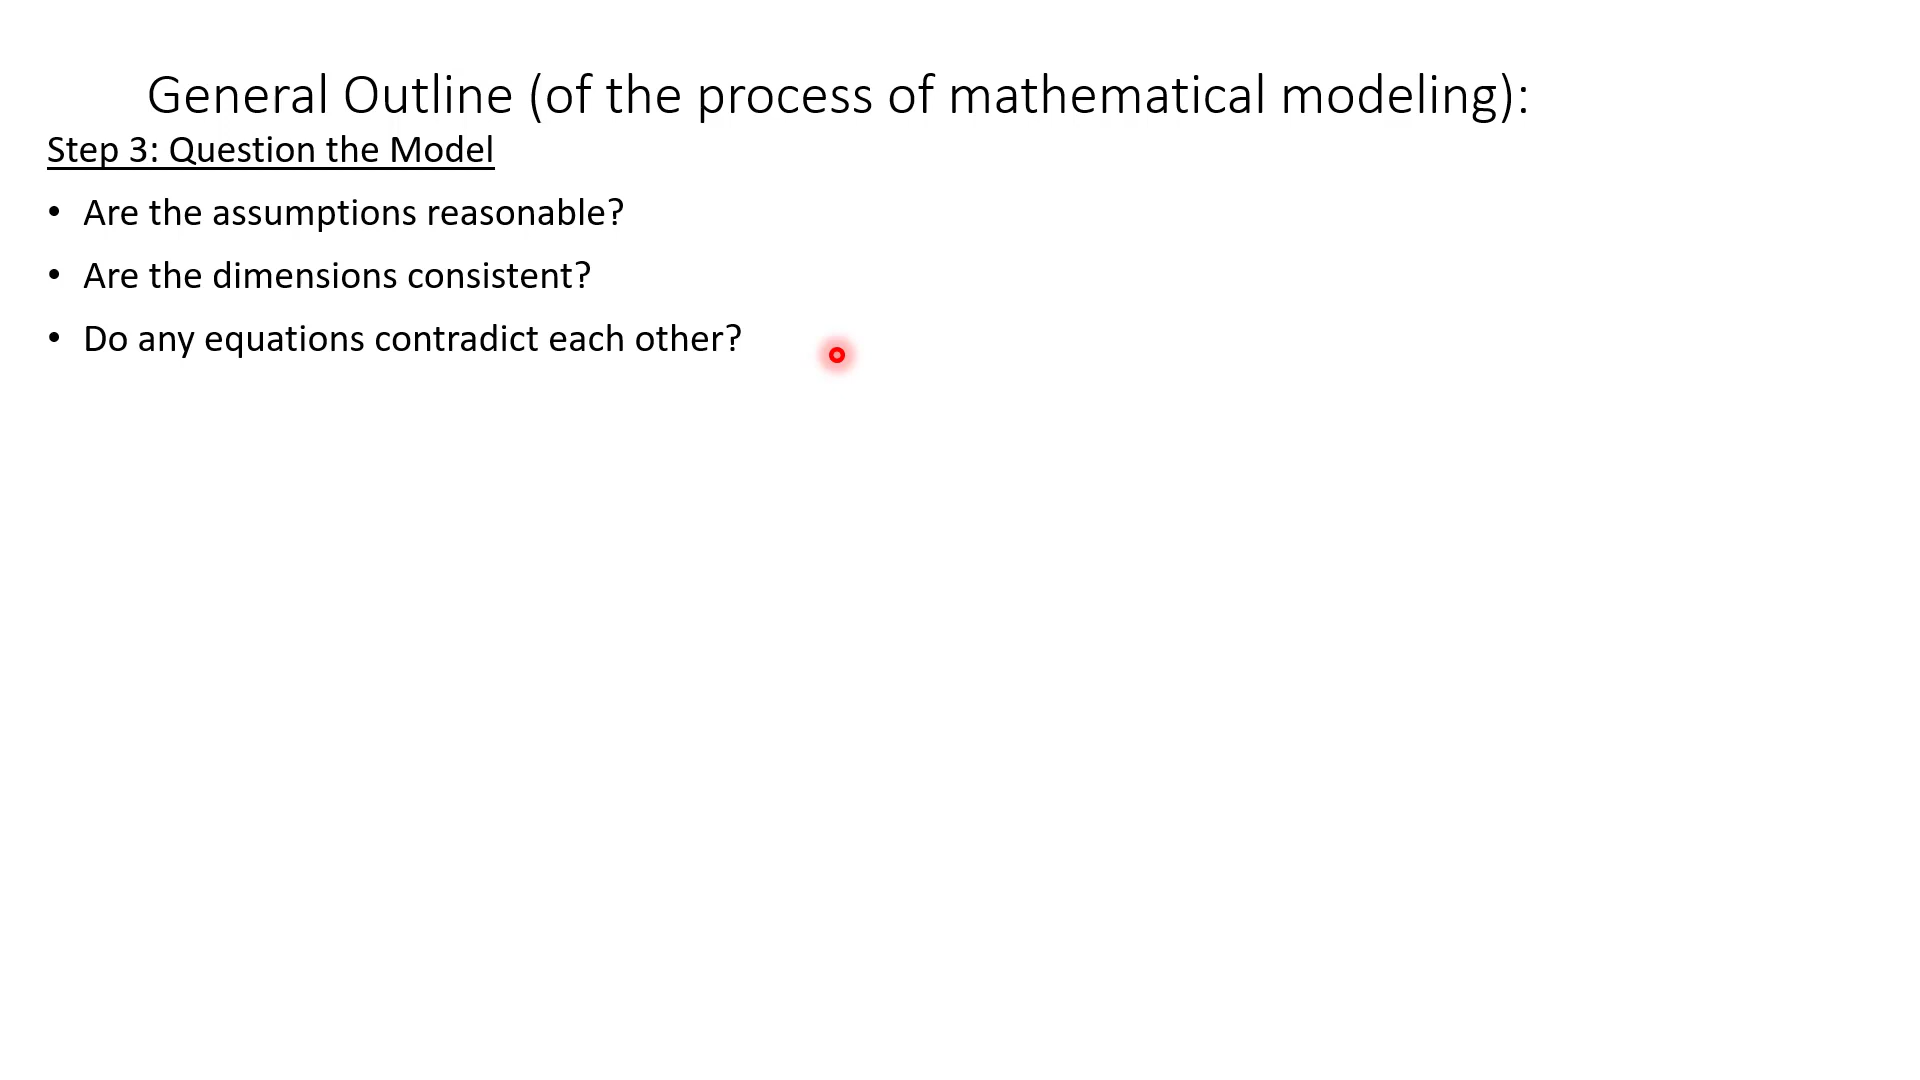 General Outline (of the process of mathematical modeling):
Step 3: Question the Model
• Are the assumptions reasonable?
• Are the dimensions consistent?
• Do any equations contradict each other?